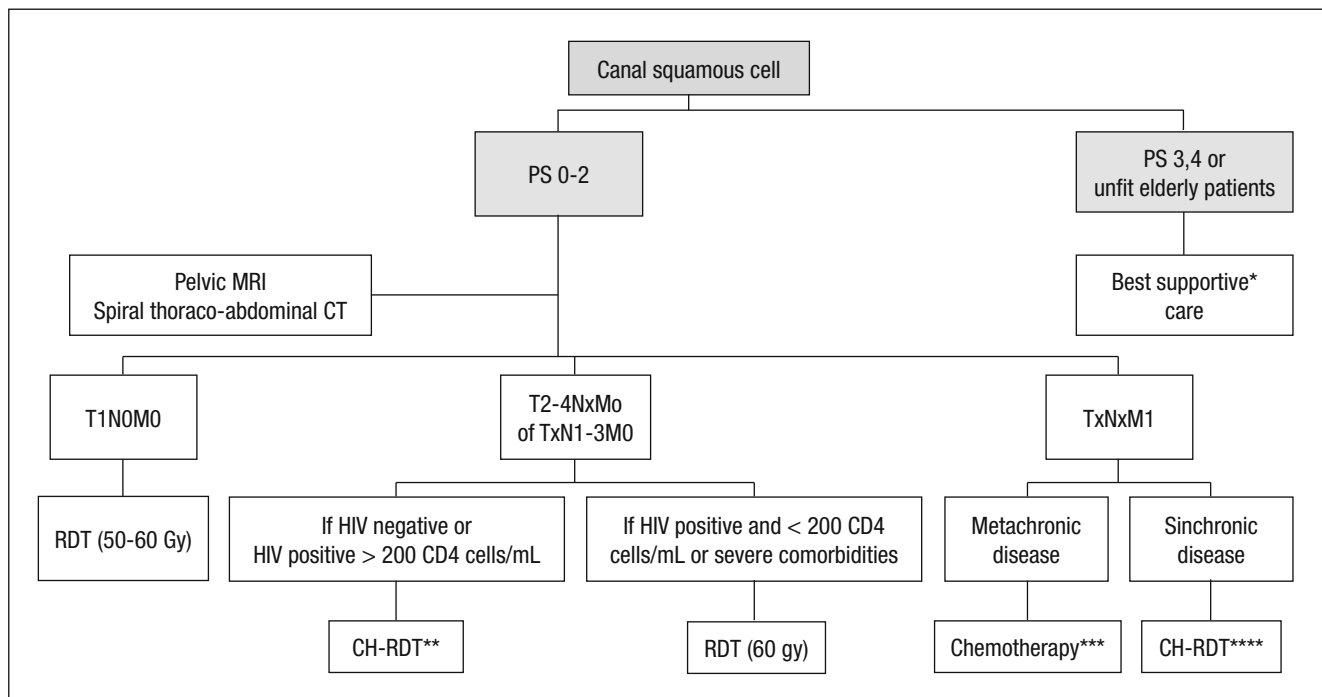 Canal squamous cell
PS 0-2
PS 3,4 or
unfit elderly patients
Pelvic MRI
Spiral thoraco-abdominal CT
Best supportive*
care
T1N0M0
T2-4NxMo
of TxN1-3M0
TxNxM1
RDT (50-60 Gy)
If HIV negative or
HIV positive > 200 CD4 cells/mL
If HIV positive and < 200 CD4
cells/mL or severe comorbidities
Metachronic
disease
Sinchronic
disease
CH-RDT**
RDT (60 gy)
Chemotherapy***
CH-RDT****